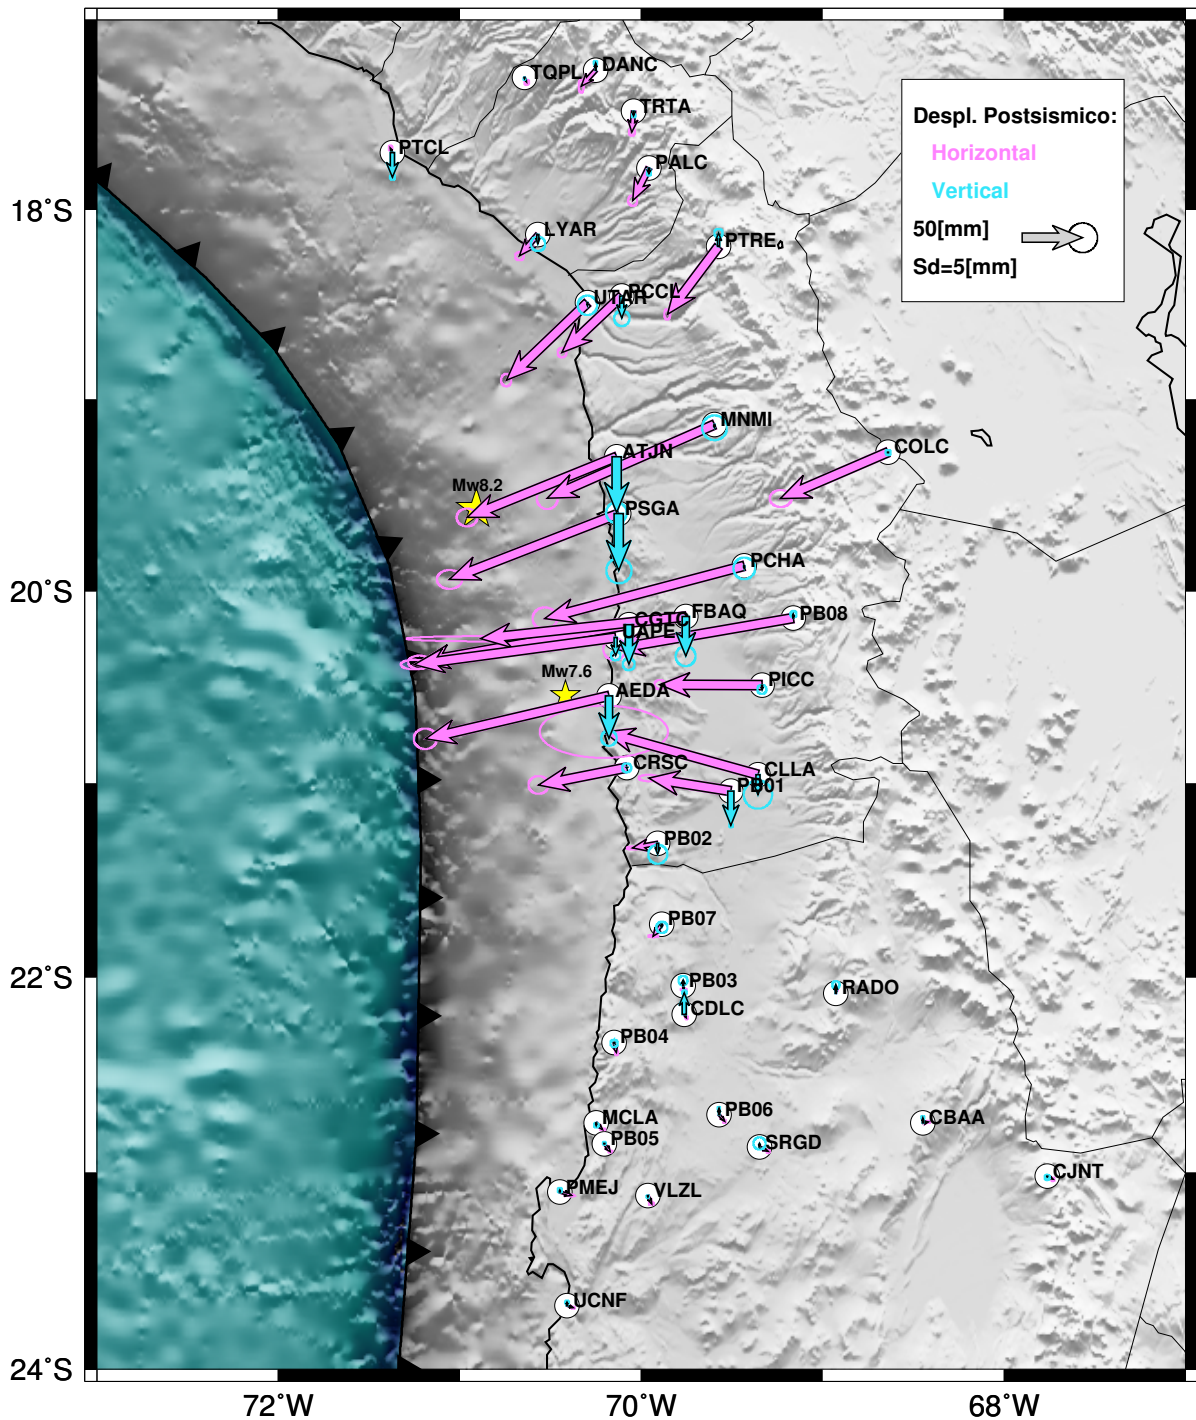 TQPL
DANC
TRTA
PTCL
PALC
LYAR
PTRE
Despl. Postsismico:
Horizontal
Vertical
50[mm]
Sd=5[mm]
18°S
PCCL
UTAR
MNMI
ATJN
COLC
Mw8.2
PSGA
PCHA
20°S
FBAQ
PB08
CGTC
IAPE
Mw7.6
PICC
AEDA
CRSC
CLLA
PB01
PB02
PB07
22°S
PB03
RADO
CDLC
PB04
PB06
MCLA
CBAA
PB05
SRGD
CJNT
PMEJ
VLZL
UCNF
24°S
72°W
70°W
68°W